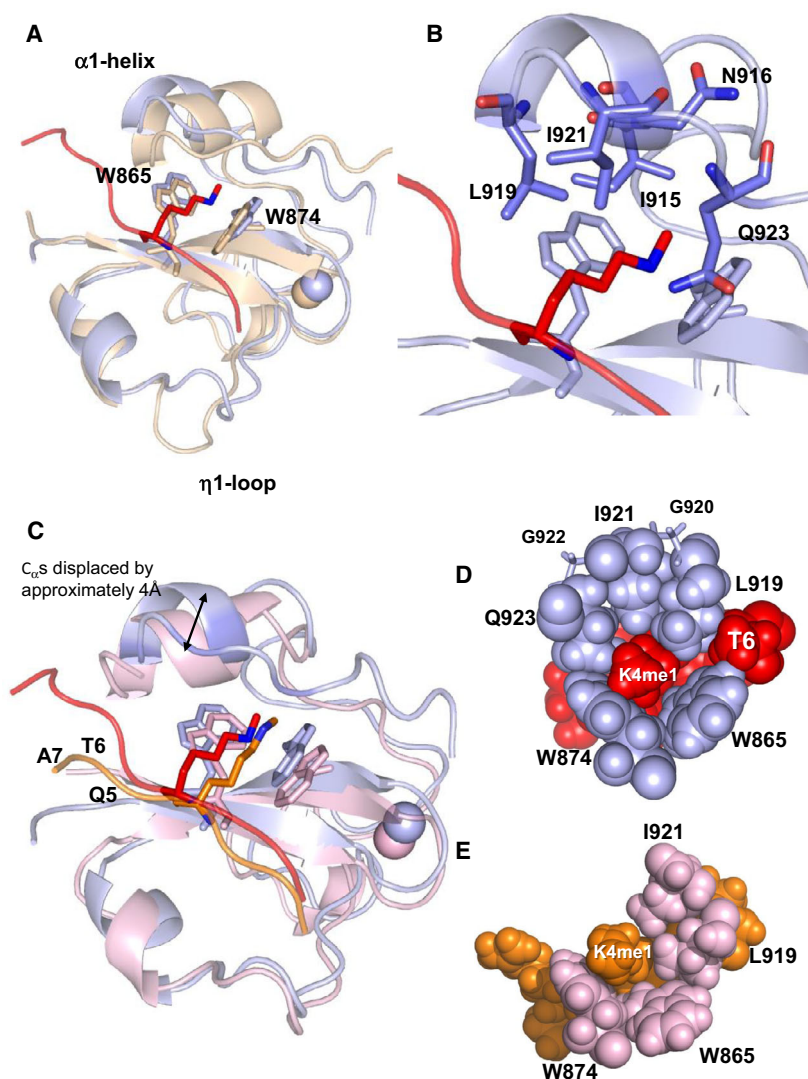 A
α1-helix
W865
W874
η1-loop
B
N916
I921
L919
I915
Q923
C
Cαs displaced by
approximately 4Å
A7
T6
Q5
D
I921
G920
G922
L919
Q923
T6
K4me1
W874
W865
E
I921
K4me1
L919
W874
W865